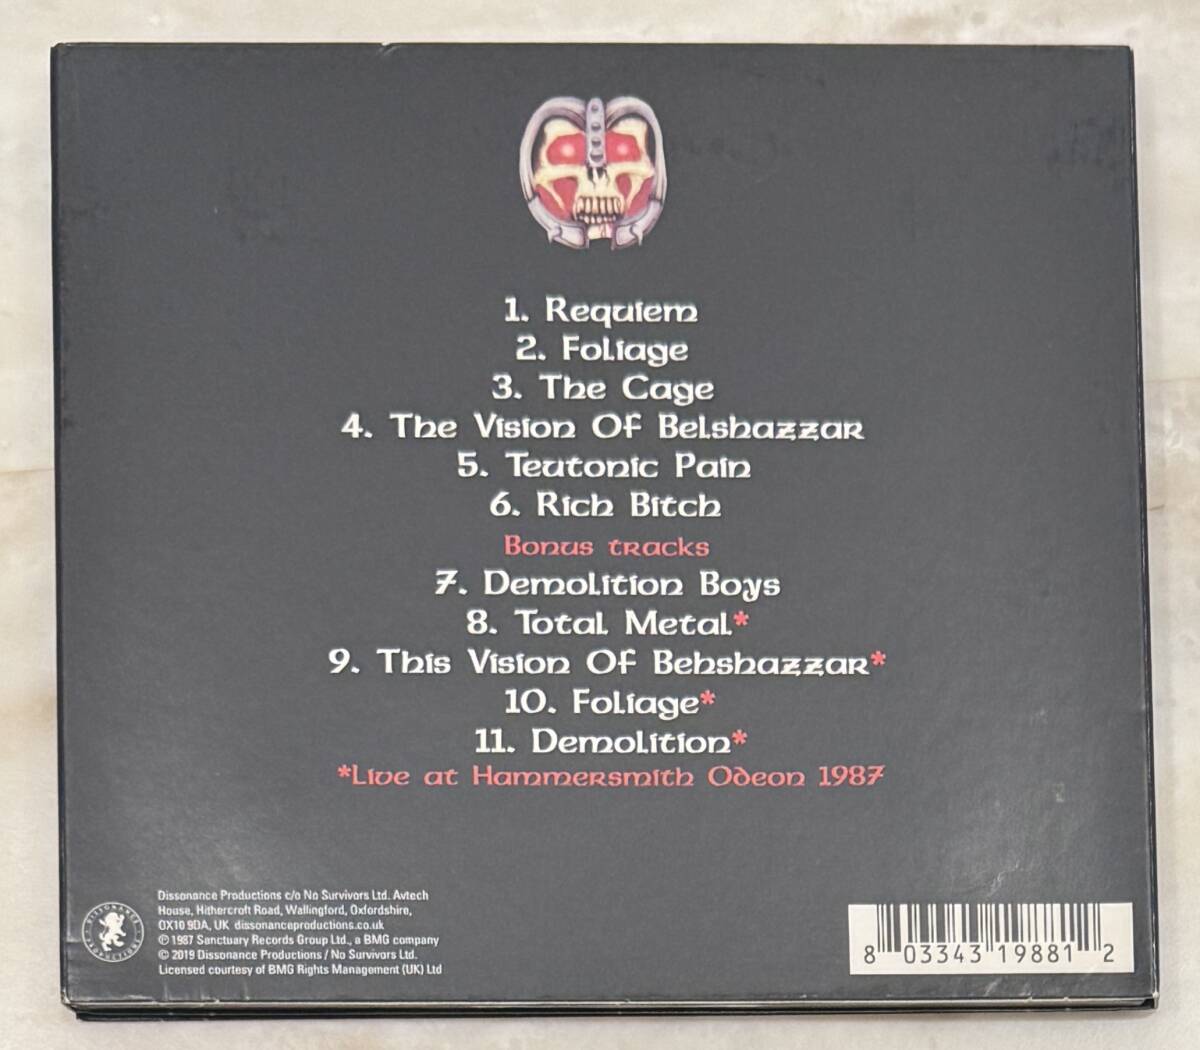 1. Requiem
2. Foliage
3. The Cage
4. The Vision Of Belshazzar
5. Teutonic Pain
6. Rich Bitch
Bonus tracks
7. Demolition Boys
8. Total Metal*
9. This Vision Of Behshazzar*
10. Foliage*
11. Demolition*
*Live at Hammersmith Odeon 1987
Dissonance Productions c/o No Survivors Ltd. Avtech
House, Hithercroft Road, Wallingford, Oxfordshire,
OX10 9DA, UK dissonanceproductions.co.uk
℗ 1987 Sanctuary Records Group Ltd., a BMG company
© 2019 Dissonance Productions / No Survivors Ltd.
Licensed courtesy of BMG Rights Management (UK) Ltd
DISSONANCE
PRODUCTIONS
8 03343 19881 2